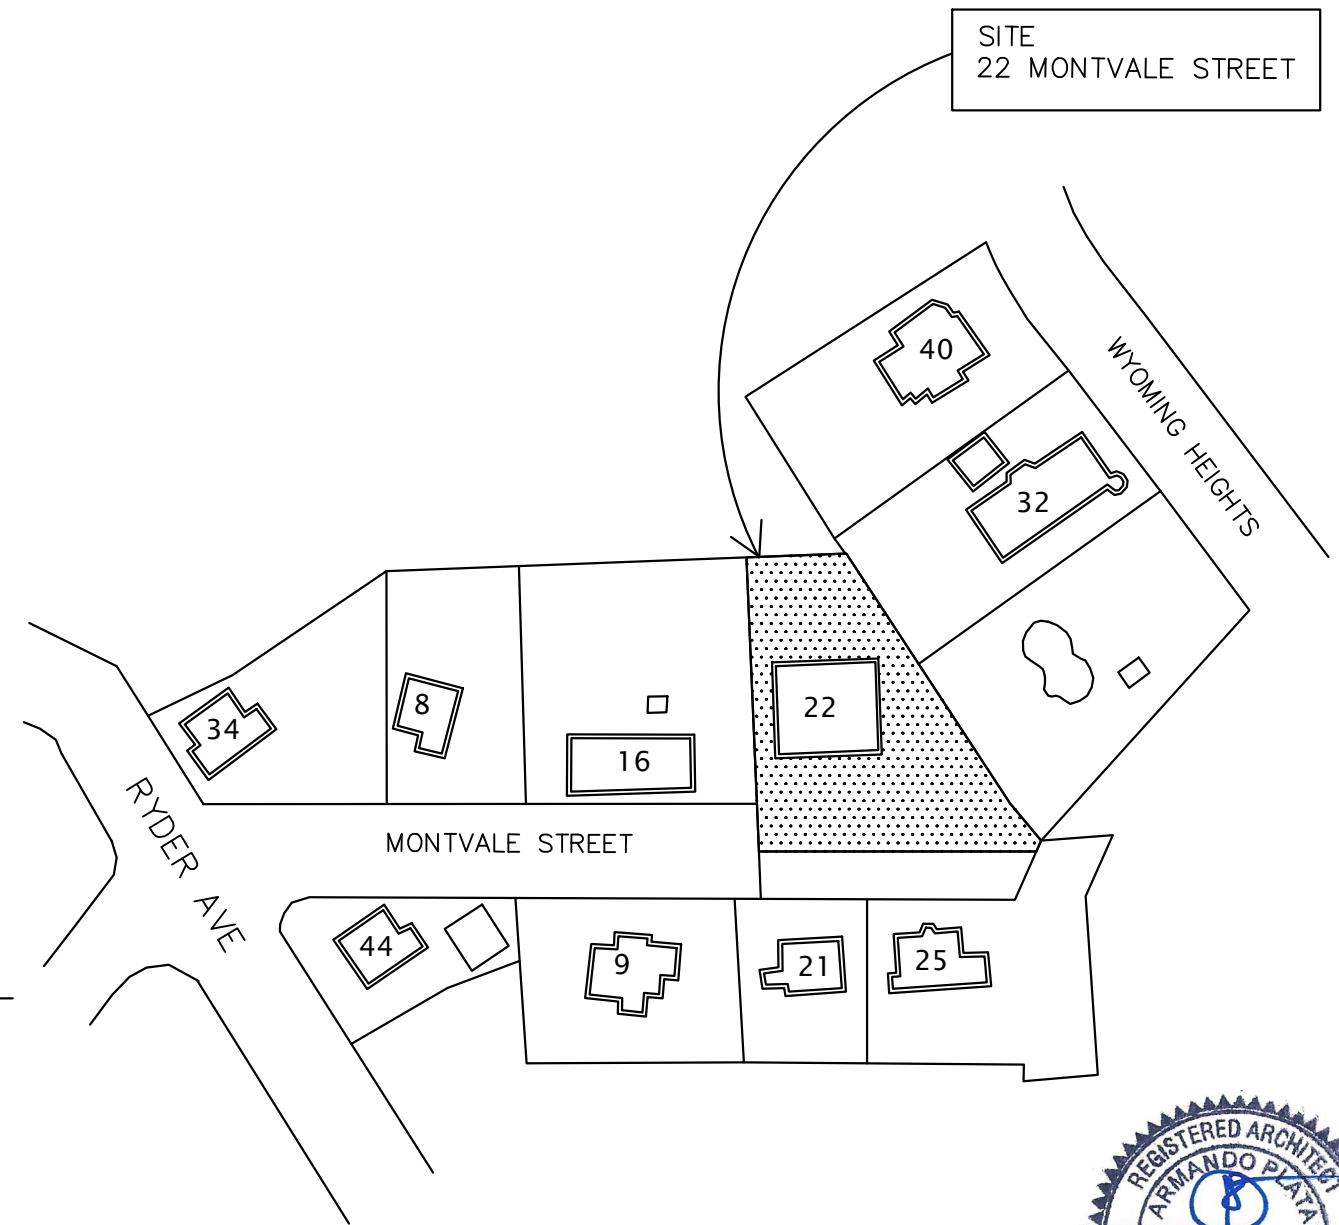 SITE
22 MONTVALE STREET
40
WYOMING HEIGHTS
32
22
8
34
16
RYDER AVE
MONTVALE STREET
44
9
21
25
REGISTERED ARCHITECT
ARMANDO PLATA